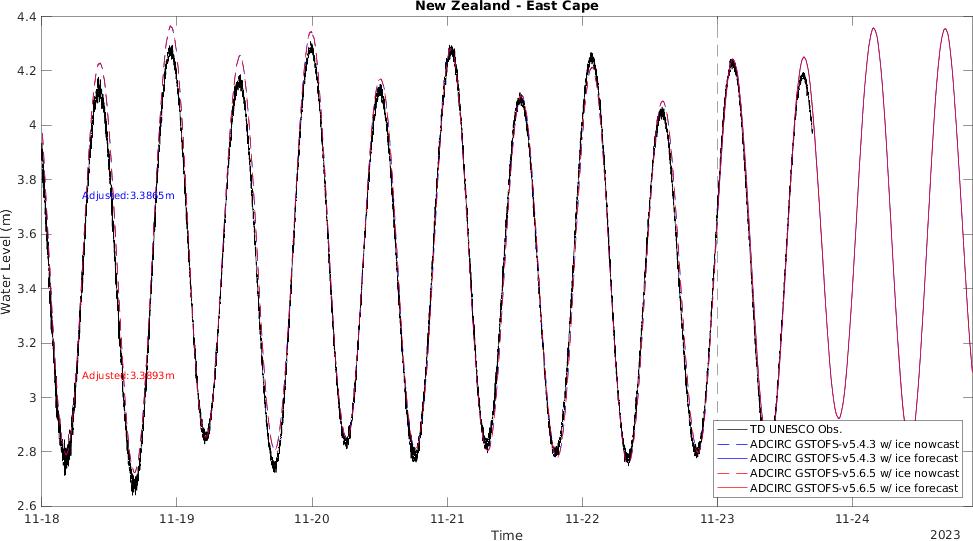 New Zealand - East Cape
4.4
4.2
4
3.8
3.6
3.4
3.2
3
2.8
2.6
Water Level (m)
Adjusted:3.3865m
Adjusted:3.3893m
TD UNESCO Obs.
ADCIRC GSTOFS-v5.4.3 w/ ice nowcast
ADCIRC GSTOFS-v5.4.3 w/ ice forecast
ADCIRC GSTOFS-v5.6.5 w/ ice nowcast
ADCIRC GSTOFS-v5.6.5 w/ ice forecast
11-18 11-19 11-20 11-21 11-22 11-23 11-24
Time
2023